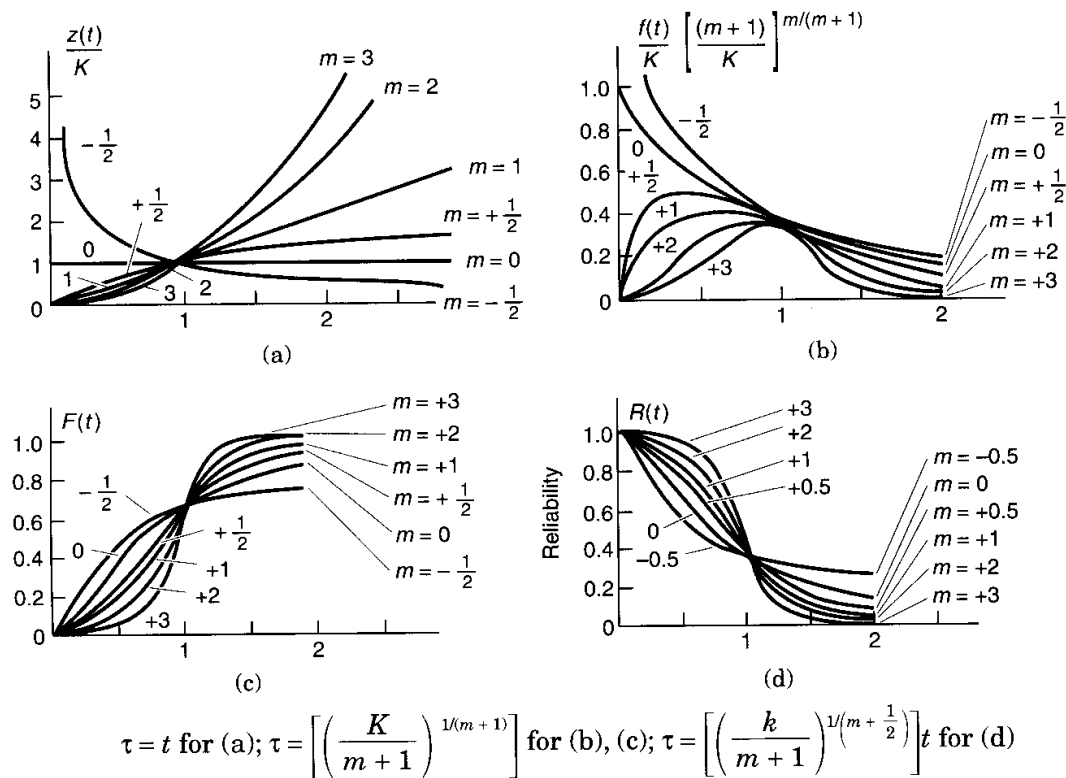 z(t)/K
5
4
3
2
1
0
m = 3
m = 2
m = 1
m = + 1/2
m = 0
m = − 1/2
− 1/2
+ 1/2
0
1
3
2
1
2
(a)
f(t)/K [(m + 1)/K]^m/(m + 1)
1.0
0.8
0.6
0.4
0.2
0
− 1/2
0
+ 1/2
+1
+2
+3
m = − 1/2
m = 0
m = + 1/2
m = +1
m = +2
m = +3
1
2
(b)
F(t)
1.0
0.8
0.6
0.4
0.2
0
− 1/2
0
+ 1/2
+1
+2
+3
m = +3
m = +2
m = +1
m = + 1/2
m = 0
m = − 1/2
1
2
(c)
R(t)
Reliability
1.0
0.8
0.6
0.4
0.2
0
+3
+2
+1
+0.5
0
−0.5
m = −0.5
m = 0
m = +0.5
m = +1
m = +2
m = +3
1
2
(d)
τ = t for (a); τ = [(K/(m + 1))^1/(m + 1)] for (b), (c); τ = [(k/(m + 1))^1/(m + 1/2)] t for (d)